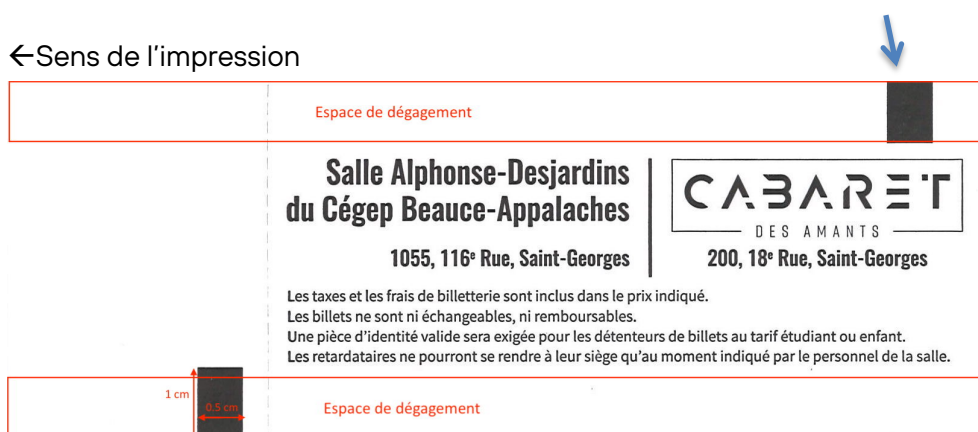 ←Sens de l'impression
Espace de dégagement
Salle Alphonse-Desjardins
du Cégep Beauce-Appalaches
1055, 116e Rue, Saint-Georges
CABARET
DES AMANTS
200, 18e Rue, Saint-Georges
Les taxes et les frais de billetterie sont inclus dans le prix indiqué.
Les billets ne sont ni échangeables, ni remboursables.
Une pièce d'identité valide sera exigée pour les détenteurs de billets au tarif étudiant ou enfant.
Les retardataires ne pourront se rendre à leur siège qu'au moment indiqué par le personnel de la salle.
1 cm
0.5 cm
Espace de dégagement